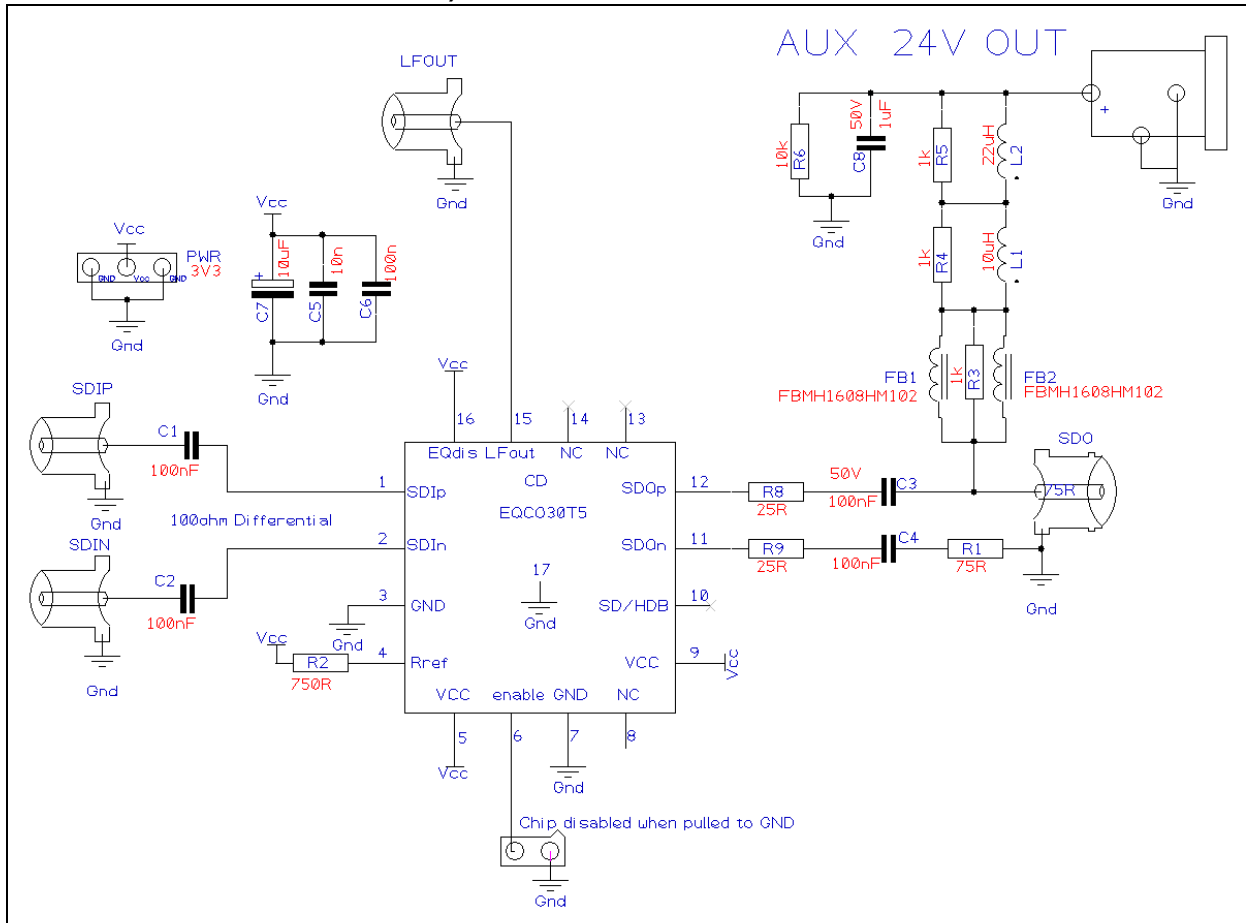 AUX 24V OUT
LFOUT
+
Gnd
Gnd
50V
1uF
C8
10k
R6
1k
R5
22uH
L2
Gnd
1k
R4
10uH
L1
Vcc
PWR
3V3
GND
Vcc
GND
Gnd
Vcc
+
10uF
C7
10n
C5
100n
C6
Gnd
FB1
FBMH1608HM102
1k
R3
FB2
FBMH1608HM102
SDIP
C1
100nF
Gnd
100ohm Differential
SDIN
C2
100nF
Gnd
Vcc
16
15
14
13
EQdis
LFout
NC
NC
CD
EQCO30T5
1
SDIp
2
SDIn
3
GND
Gnd
4
Rref
Vcc
R2
750R
17
Gnd
SDOp
12
R8
25R
50V
C3
100nF
SDO
75R
SDOn
11
R9
25R
C4
100nF
R1
75R
Gnd
SD/HDB
10
VCC
9
Vcc
VCC
enable
GND
NC
5
6
7
8
Vcc
Gnd
Chip disabled when pulled to GND
Gnd